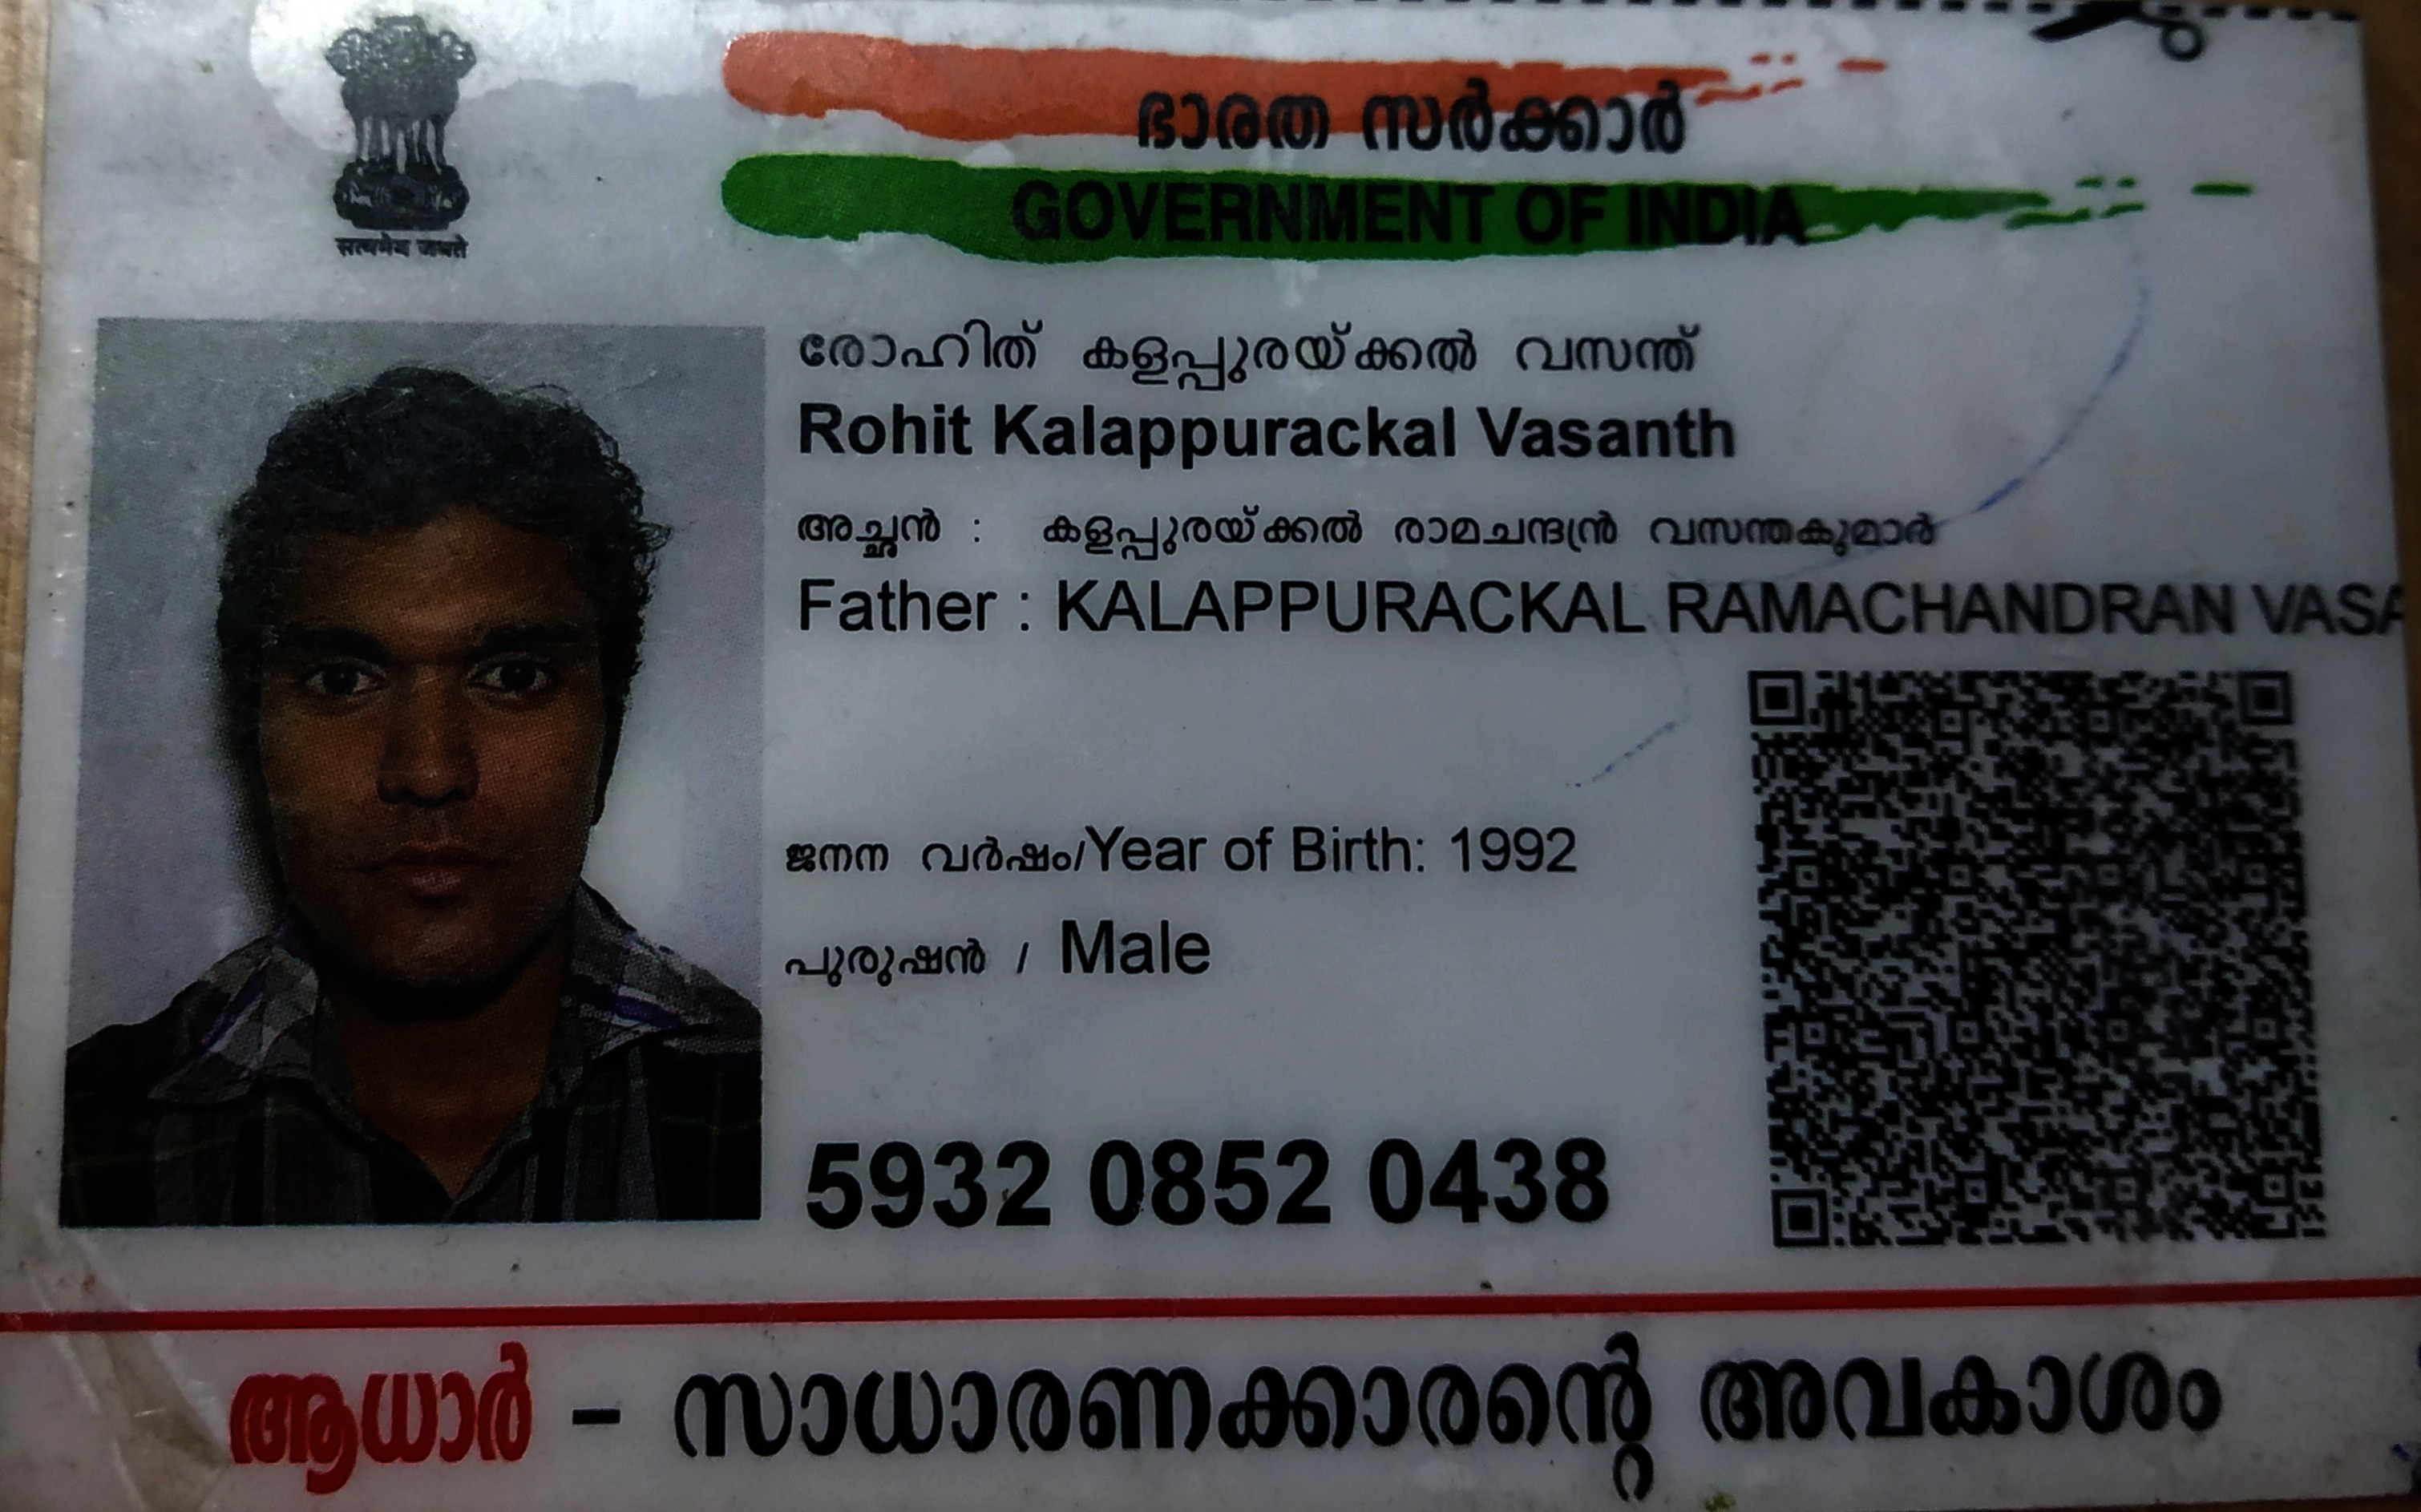 सत्यमेव जयते
ഭാരത സർക്കാർ
GOVERNMENT OF INDIA
രോഹിത് കളപ്പുരയ്ക്കൽ വസന്ത്
Rohit Kalappurackal Vasanth
അച്ഛൻ : കളപ്പുരയ്ക്കൽ രാമചന്ദ്രൻ വസന്തകുമാർ
Father : KALAPPURACKAL RAMACHANDRAN VASA
ജനന വർഷം/Year of Birth: 1992
പുരുഷൻ / Male
5932 0852 0438
ആധാർ – സാധാരണക്കാരന്റെ അവകാശം